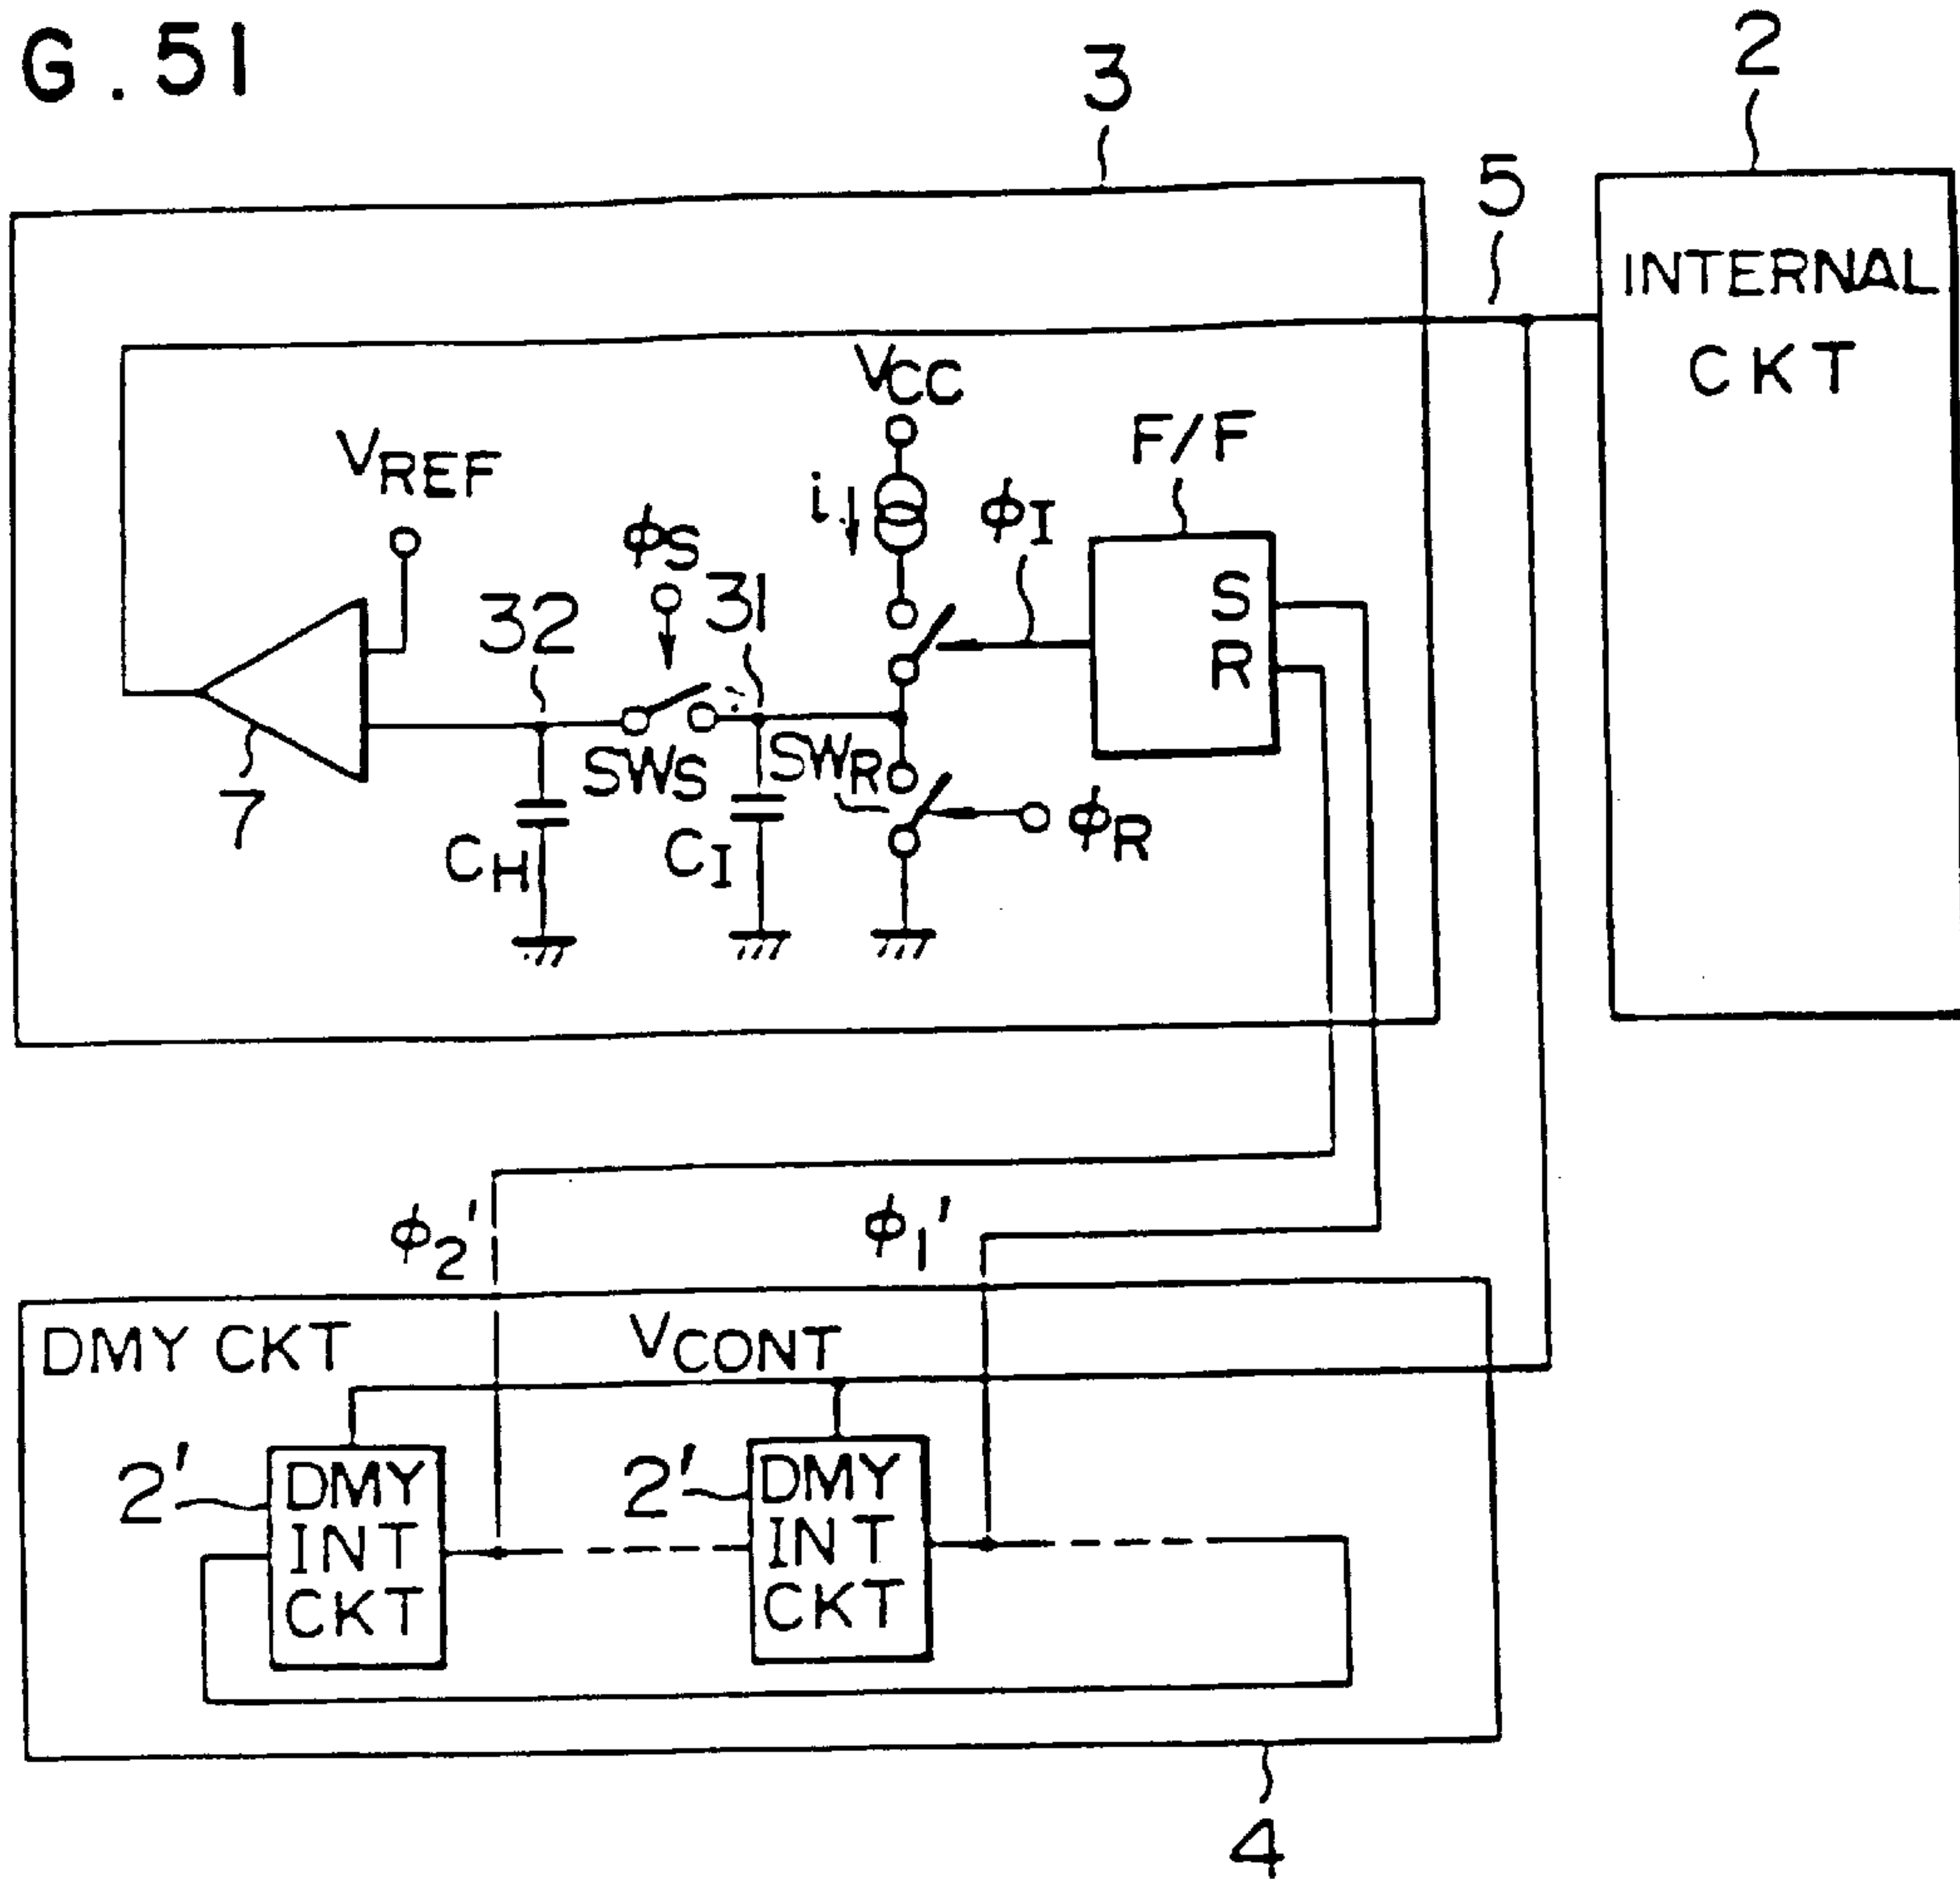 G.51
3
2
5
INTERNAL
CKT
VCC
F/F
VREF
i
ϕI
ϕS
31
32
S
R
SWS
SWR
7
CH
CI
ϕR
ϕ2'
ϕ1'
DMY CKT
VCONT
2'
DMY
INT
CKT
2'
DMY
INT
CKT
4